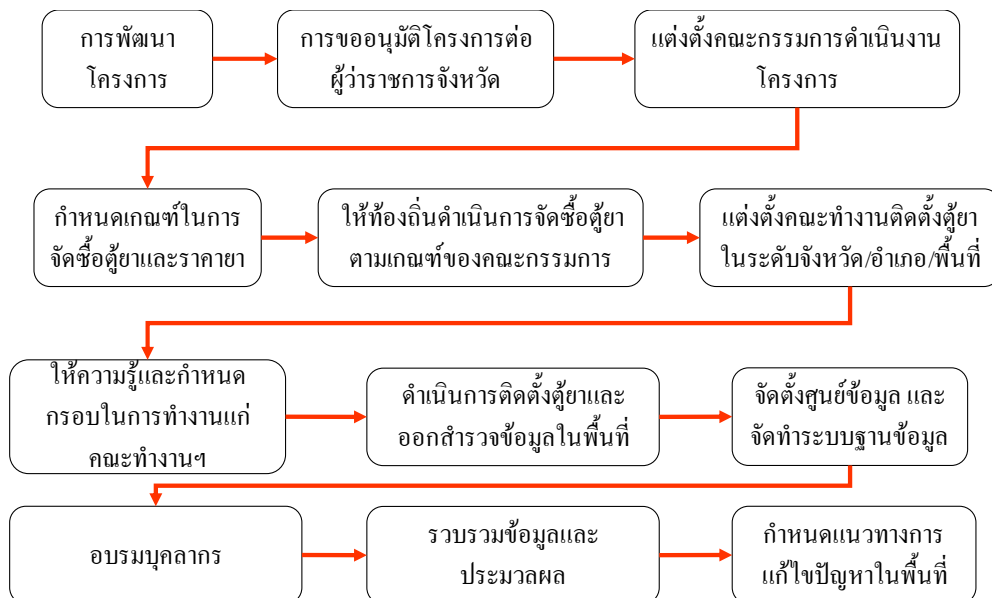 การพัฒนา
โครงการ
การขออนุมัติโครงการต่อ
ผู้ว่าราชการจังหวัด
แต่งตั้งคณะกรรมการดำเนินงาน
โครงการ
กำหนดเกณฑ์ในการ
จัดซื้อตู้ยาและราคายา
ให้ท้องถิ่นดำเนินการจัดซื้อตู้ยา
ตามเกณฑ์ของคณะกรรมการ
แต่งตั้งคณะทำงานติดตั้งตู้ยา
ในระดับจังหวัด/อำเภอ/พื้นที่
ให้ความรู้และกำหนด
กรอบในการทำงานแก่
คณะทำงานฯ
ดำเนินการติดตั้งตู้ยาและ
ออกสำรวจข้อมูลในพื้นที่
จัดตั้งศูนย์ข้อมูล และ
จัดทำระบบฐานข้อมูล
อบรมบุคลากร
รวบรวมข้อมูลและ
ประมวลผล
กำหนดแนวทางการ
แก้ไขปัญหาในพื้นที่